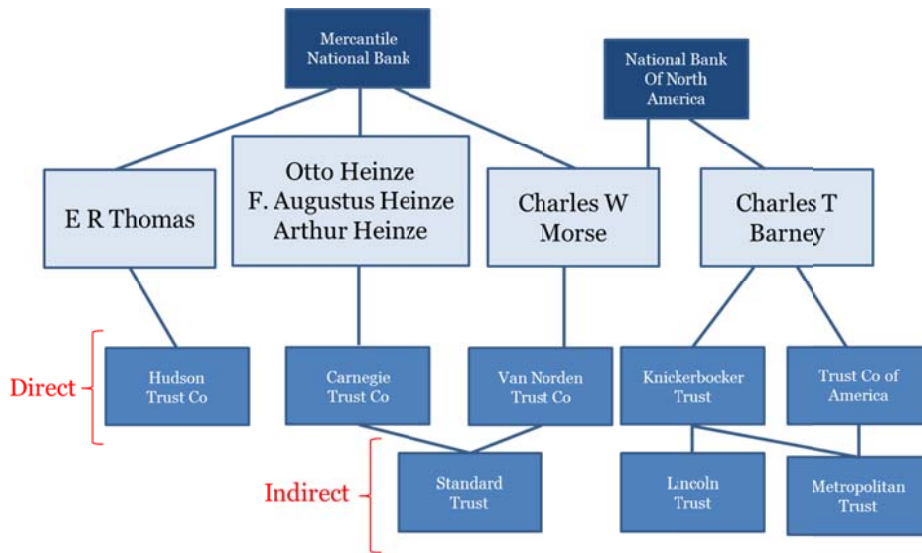 Mercantile
National Bank
National Bank
Of North
America
E R Thomas
Otto Heinze
F. Augustus Heinze
Arthur Heinze
Charles W
Morse
Charles T
Barney
Direct
Hudson
Trust Co
Carnegie
Trust Co
Van Norden
Trust Co
Knickerbocker
Trust
Trust Co of
America
Indirect
Standard
Trust
Lincoln
Trust
Metropolitan
Trust